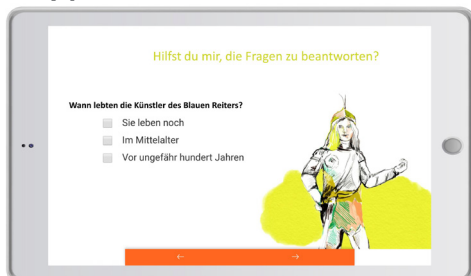 Hilfst du mir, die Fragen zu beantworten?
Wann lebten die Künstler des Blauen Reiters?
Sie leben noch
Im Mittelalter
Vor ungefähr hundert Jahren
← →